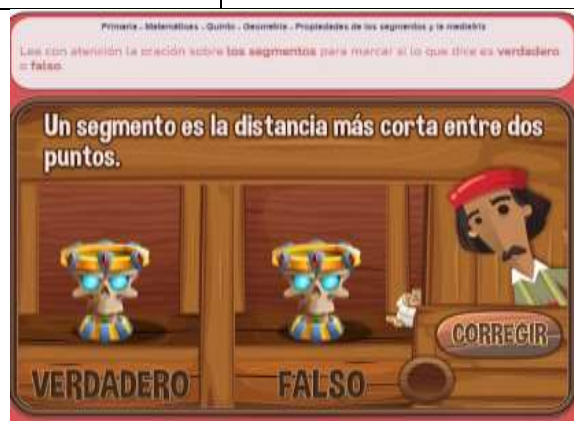 Primaria . Matemáticas . Quinto . Geometría . Propiedades de los segmentos y la mediatriz
Lee con atención la oración sobre los segmentos para marcar si lo que dice es verdadero
o falso.
Un segmento es la distancia más corta entre dos
puntos.
CORREGIR
VERDADERO
FALSO